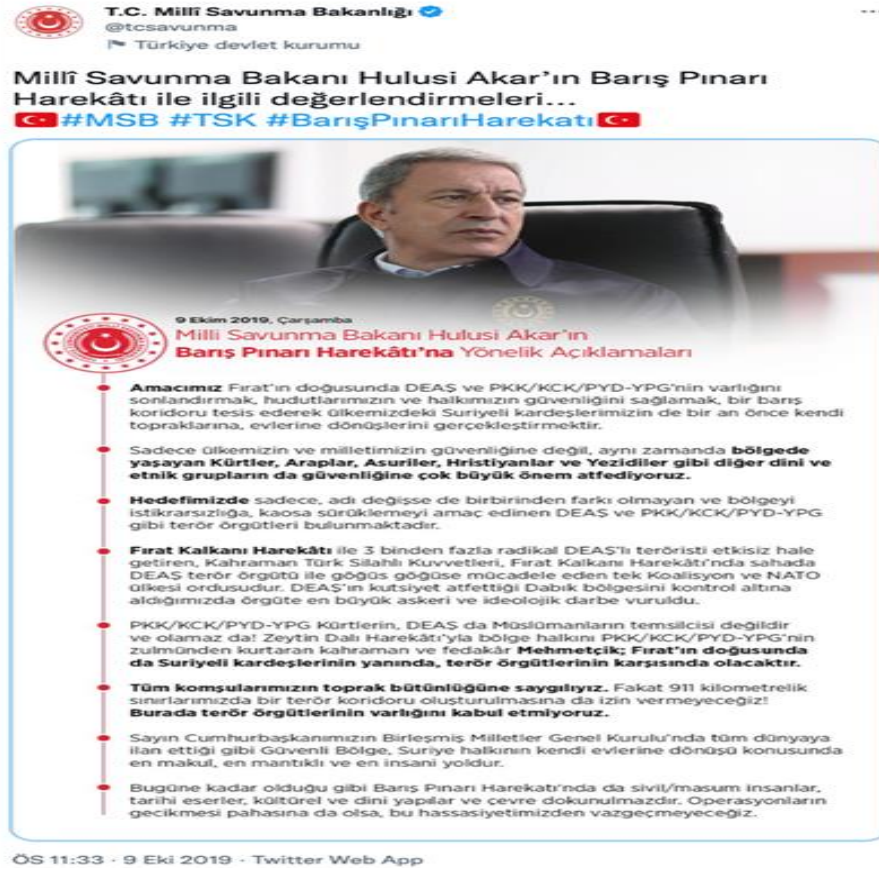 T.C. Millî Savunma Bakanlığı
@tcsavunma
Türkiye devlet kurumu
Millî Savunma Bakanı Hulusi Akar’ın Barış Pınarı
Harekâtı ile ilgili değerlendirmeleri...
#MSB #TSK #BarışPınarıHarekatı
9 Ekim 2019, Çarşamba
Milli Savunma Bakanı Hulusi Akar’ın
Barış Pınarı Harekâtı’na Yönelik Açıklamaları
Amacımız Fırat’ın doğusunda DEAŞ ve PKK/KCK/PYD-YPG’nin varlığını
sonlandırmak, hudutlarımızın ve halkımızın güvenliğini sağlamak, bir barış
koridoru tesis ederek ülkemizdeki Suriyeli kardeşlerimizin de bir an önce kendi
topraklarına, evlerine dönüşlerini gerçekleştirmektir.
Sadece ülkemizin ve milletimizin güvenliğine değil, aynı zamanda bölgede
yaşayan Kürtler, Araplar, Asuriler, Hristiyanlar ve Yezidiler gibi diğer dini ve
etnik grupların da güvenliğine çok büyük önem atfediyoruz.
Hedefimizde sadece, adı değişse de birbirinden farkı olmayan ve bölgeyi
istikrarsızlığa, kaosa sürüklemeyi amaç edinen DEAŞ ve PKK/KCK/PYD-YPG
gibi terör örgütleri bulunmaktadır.
Fırat Kalkanı Harekâtı ile 3 binden fazla radikal DEAŞ’lı teröristi etkisiz hale
getiren, Kahraman Türk Silahlı Kuvvetleri, Fırat Kalkanı Harekâtı’nda sahada
DEAŞ terör örgütü ile göğüs göğüse mücadele eden tek Koalisyon ve NATO
ülkesi ordusudur. DEAŞ’ın kutsiyet atfettiği Dabık bölgesini kontrol altına
aldığımızda örgüte en büyük askeri ve ideolojik darbe vuruldu.
PKK/KCK/PYD-YPG Kürtlerin, DEAŞ da Müslümanların temsilcisi değildir
ve olamaz da! Zeytin Dalı Harekâtı’yla bölge halkını PKK/KCK/PYD-YPG’nin
zulmünden kurtaran kahraman ve fedakâr Mehmetçik; Fırat’ın doğusunda
da Suriyeli kardeşlerinin yanında, terör örgütlerinin karşısında olacaktır.
Tüm komşularımızın toprak bütünlüğüne saygılıyız. Fakat 911 kilometrelik
sınırlarımızda bir terör koridoru oluşturulmasına da izin vermeyeceğiz!
Burada terör örgütlerinin varlığını kabul etmiyoruz.
Sayın Cumhurbaşkanımızın Birleşmiş Milletler Genel Kurulu’nda tüm dünyaya
ilan ettiği gibi Güvenli Bölge, Suriye halkının kendi evlerine dönüşü konusunda
en makul, en mantıklı ve en insani yoldur.
Bugüne kadar olduğu gibi Barış Pınarı Harekatı’nda da sivil/masum insanlar,
tarihi eserler, kültürel ve dini yapılar ve çevre dokunulmazdır. Operasyonların
gecikmesi pahasına da olsa, bu hassasiyetimizden vazgeçmeyeceğiz.
ÖS 11:33 · 9 Eki 2019 · Twitter Web App